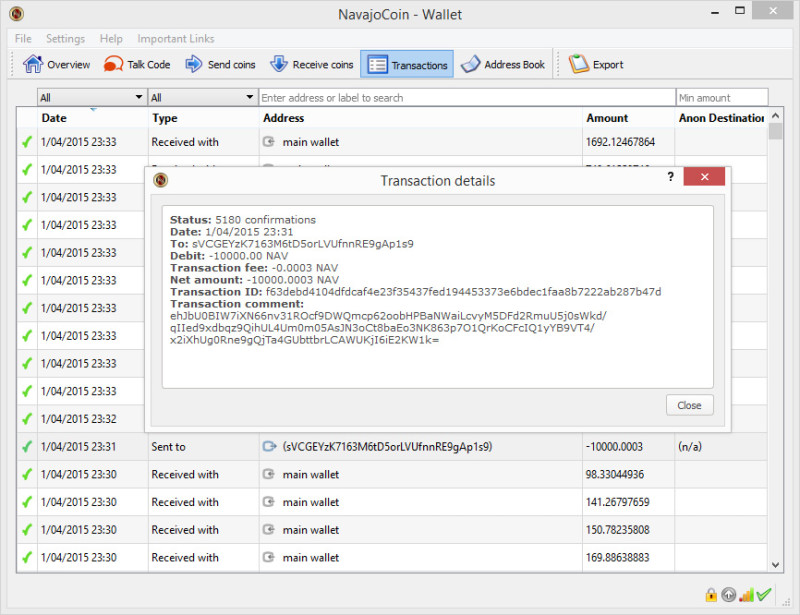 NavajoCoin - Wallet
File Settings Help Important Links
Overview Talk Code Send coins Receive coins Transactions Address Book Export
All All Enter address or label to search Min amount
Date Type Address Amount Anon Destination
1/04/2015 23:33 Received with main wallet 1692.12467864
1/04/2015 23:33
Transaction details ?
1/04/2015 23:33
Status: 5180 confirmations
1/04/2015 23:33
Date: 1/04/2015 23:31
To: sVCGEYzK7163M6tD5orLVUfnnRE9gAp1s9
1/04/2015 23:33
Debit: -10000.00 NAV
Transaction fee: -0.0003 NAV
1/04/2015 23:33
Net amount: -10000.0003 NAV
Transaction ID: f63debd4104dfdcaf4e23f35437fed194453373e6bdec1faa8b7222ab287b47d
1/04/2015 23:33
Transaction comment:
ehJbU0BIW7iXN66nv31ROcf9DWQmcp62oobHPBaNWaiLcvyM5DFd2RmuU5j0sWkd/
qIIed9xdbqz9QihUL4Um0m05AsJN3oCt8baEo3NK863p7O1QrKoCFcIQ1yYB9VT4/
1/04/2015 23:33
x2iXhUg0Rne9gQjTa4GUbttbrLCAWUKjI6iE2KW1k=
1/04/2015 23:33
1/04/2015 23:33
1/04/2015 23:32
Close
1/04/2015 23:31 Sent to (sVCGEYzK7163M6tD5orLVUfnnRE9gAp1s9) -10000.0003 (n/a)
1/04/2015 23:30 Received with main wallet 98.33044936
1/04/2015 23:30 Received with main wallet 141.26797659
1/04/2015 23:30 Received with main wallet 150.78235808
1/04/2015 23:30 Received with main wallet 169.88638883